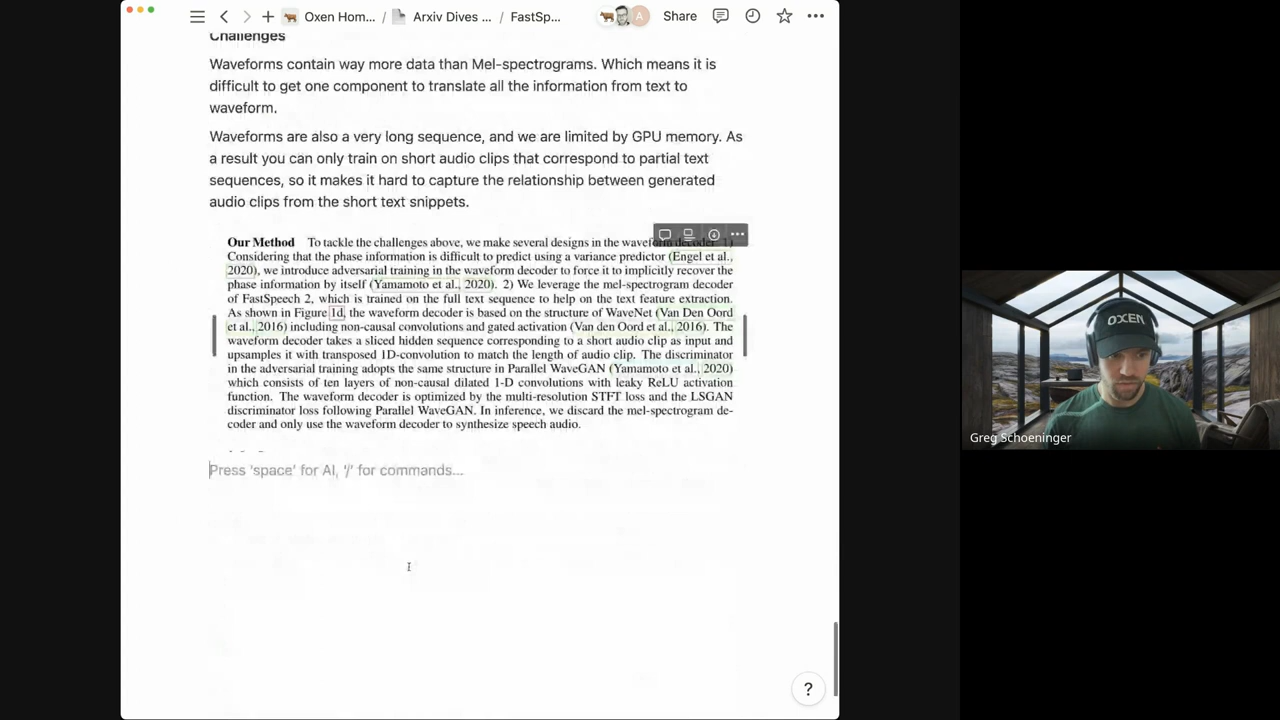 Oxen Hom... / Arxiv Dives ... / FastSp... A Share
Challenges
Waveforms contain way more data than Mel-spectrograms. Which means it is
difficult to get one component to translate all the information from text to
waveform.
Waveforms are also a very long sequence, and we are limited by GPU memory. As
a result you can only train on short audio clips that correspond to partial text
sequences, so it makes it hard to capture the relationship between generated
audio clips from the short text snippets.
Our Method To tackle the challenges above, we make several designs in the waveform decoder. 1)
Considering that the phase information is difficult to predict using a variance predictor (Engel et al.,
2020), we introduce adversarial training in the waveform decoder to force it to implicitly recover the
phase information by itself (Yamamoto et al., 2020). 2) We leverage the mel-spectrogram decoder
of FastSpeech 2, which is trained on the full text sequence to help on the text feature extraction.
As shown in Figure 1d, the waveform decoder is based on the structure of WaveNet (Van Den Oord
et al., 2016) including non-causal convolutions and gated activation (Van den Oord et al., 2016). The
waveform decoder takes a sliced hidden sequence corresponding to a short audio clip as input and
upsamples it with transposed 1D-convolution to match the length of audio clip. The discriminator
in the adversarial training adopts the same structure in Parallel WaveGAN (Yamamoto et al., 2020)
which consists of ten layers of non-causal dilated 1-D convolutions with leaky ReLU activation
function. The waveform decoder is optimized by the multi-resolution STFT loss and the LSGAN
discriminator loss following Parallel WaveGAN. In inference, we discard the mel-spectrogram de-
coder and only use the waveform decoder to synthesize speech audio.
Press 'space' for AI, '/' for commands...
?
OXEN
Greg Schoeninger